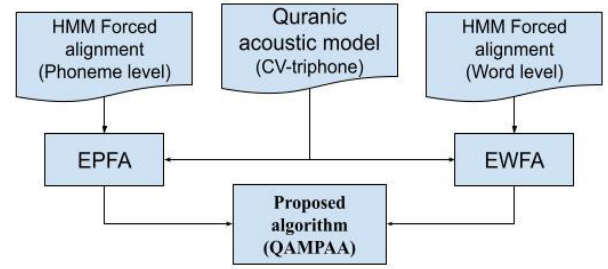 HMM Forced
alignment
(Phoneme level)
Quranic
acoustic model
(CV-triphone)
HMM Forced
alignment
(Word level)
EPFA
EWFA
Proposed
algorithm
(QAMPAA)